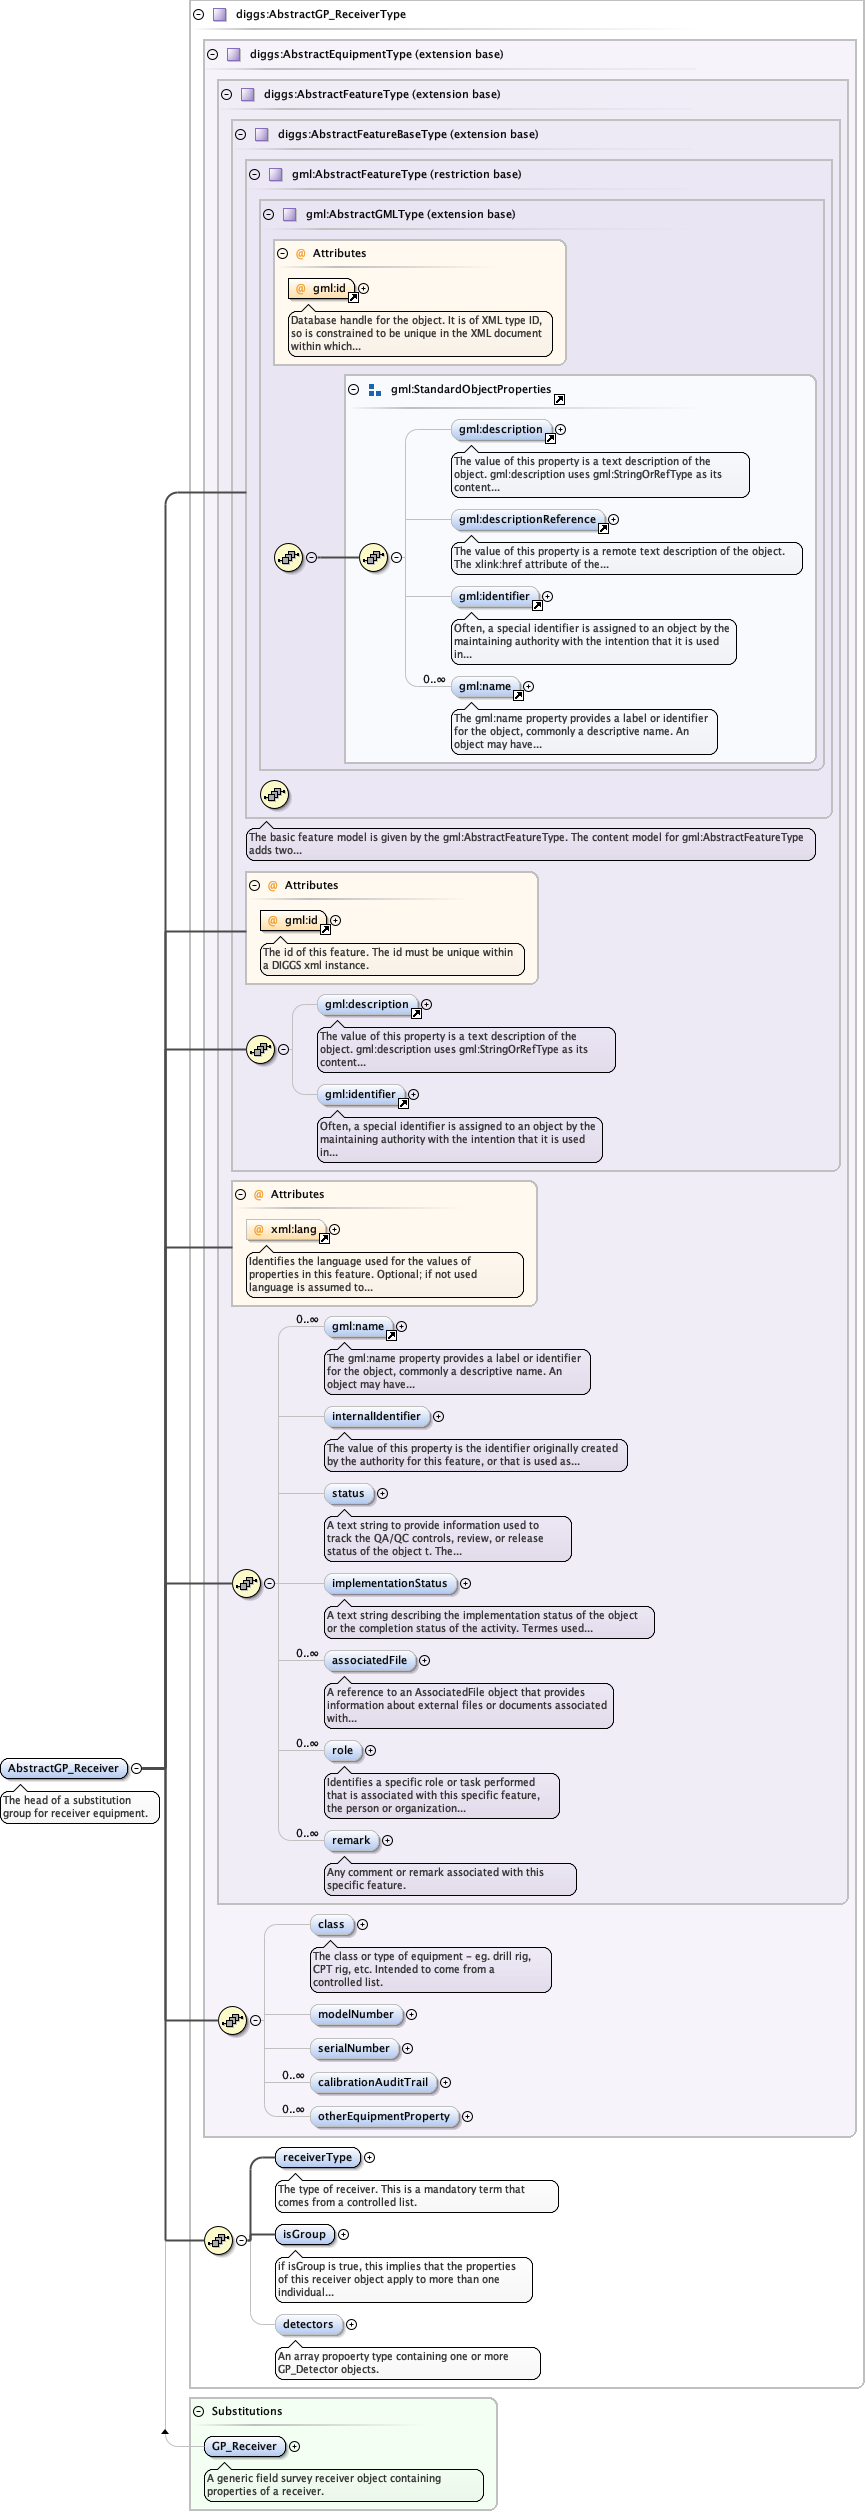 diggs:AbstractGP_ReceiverType
diggs:AbstractEquipmentType (extension base)
diggs:AbstractFeatureType (extension base)
diggs:AbstractFeatureBaseType (extension base)
gml:AbstractFeatureType (restriction base)
gml:AbstractGMLType (extension base)
@ Attributes
@ gml:id
Database handle for the object. It is of XML type ID,
so is constrained to be unique in the XML document
within which...
gml:StandardObjectProperties
gml:description
The value of this property is a text description of the
object. gml:description uses gml:StringOrRefType as its
content...
gml:descriptionReference
The value of this property is a remote text description of the object.
The xlink:href attribute of the...
gml:identifier
Often, a special identifier is assigned to an object by the
maintaining authority with the intention that it is used
in...
0..∞
gml:name
The gml:name property provides a label or identifier
for the object, commonly a descriptive name. An
object may have...
The basic feature model is given by the gml:AbstractFeatureType. The content model for gml:AbstractFeatureType
adds two...
@ Attributes
@ gml:id
The id of this feature. The id must be unique within
a DIGGS xml instance.
gml:description
The value of this property is a text description of the
object. gml:description uses gml:StringOrRefType as its
content...
gml:identifier
Often, a special identifier is assigned to an object by the
maintaining authority with the intention that it is used
in...
@ Attributes
@ xml:lang
Identifies the language used for the values of
properties in this feature. Optional; if not used
language is assumed to...
0..∞
gml:name
The gml:name property provides a label or identifier
for the object, commonly a descriptive name. An
object may have...
internalIdentifier
The value of this property is the identifier originally created
by the authority for this feature, or that is used as...
status
A text string to provide information used to
track the QA/QC controls, review, or release
status of the object t. The...
implementationStatus
A text string describing the implementation status of the object
or the completion status of the activity. Termes used...
0..∞
associatedFile
A reference to an AssociatedFile object that provides
information about external files or documents associated
with...
0..∞
role
Identifies a specific role or task performed
that is associated with this specific feature,
the person or organization...
0..∞
remark
Any comment or remark associated with this
specific feature.
AbstractGP_Receiver
The head of a substitution
group for receiver equipment.
class
The class or type of equipment - eg. drill rig,
CPT rig, etc. Intended to come from a
controlled list.
modelNumber
serialNumber
0..∞
calibrationAuditTrail
0..∞
otherEquipmentProperty
receiverType
The type of receiver. This is a mandatory term that
comes from a controlled list.
isGroup
if isGroup is true, this implies that the properties
of this receiver object apply to more than one
individual...
detectors
An array propoerty type containing one or more
GP_Detector objects.
Substitutions
GP_Receiver
A generic field survey receiver object containing
properties of a receiver.